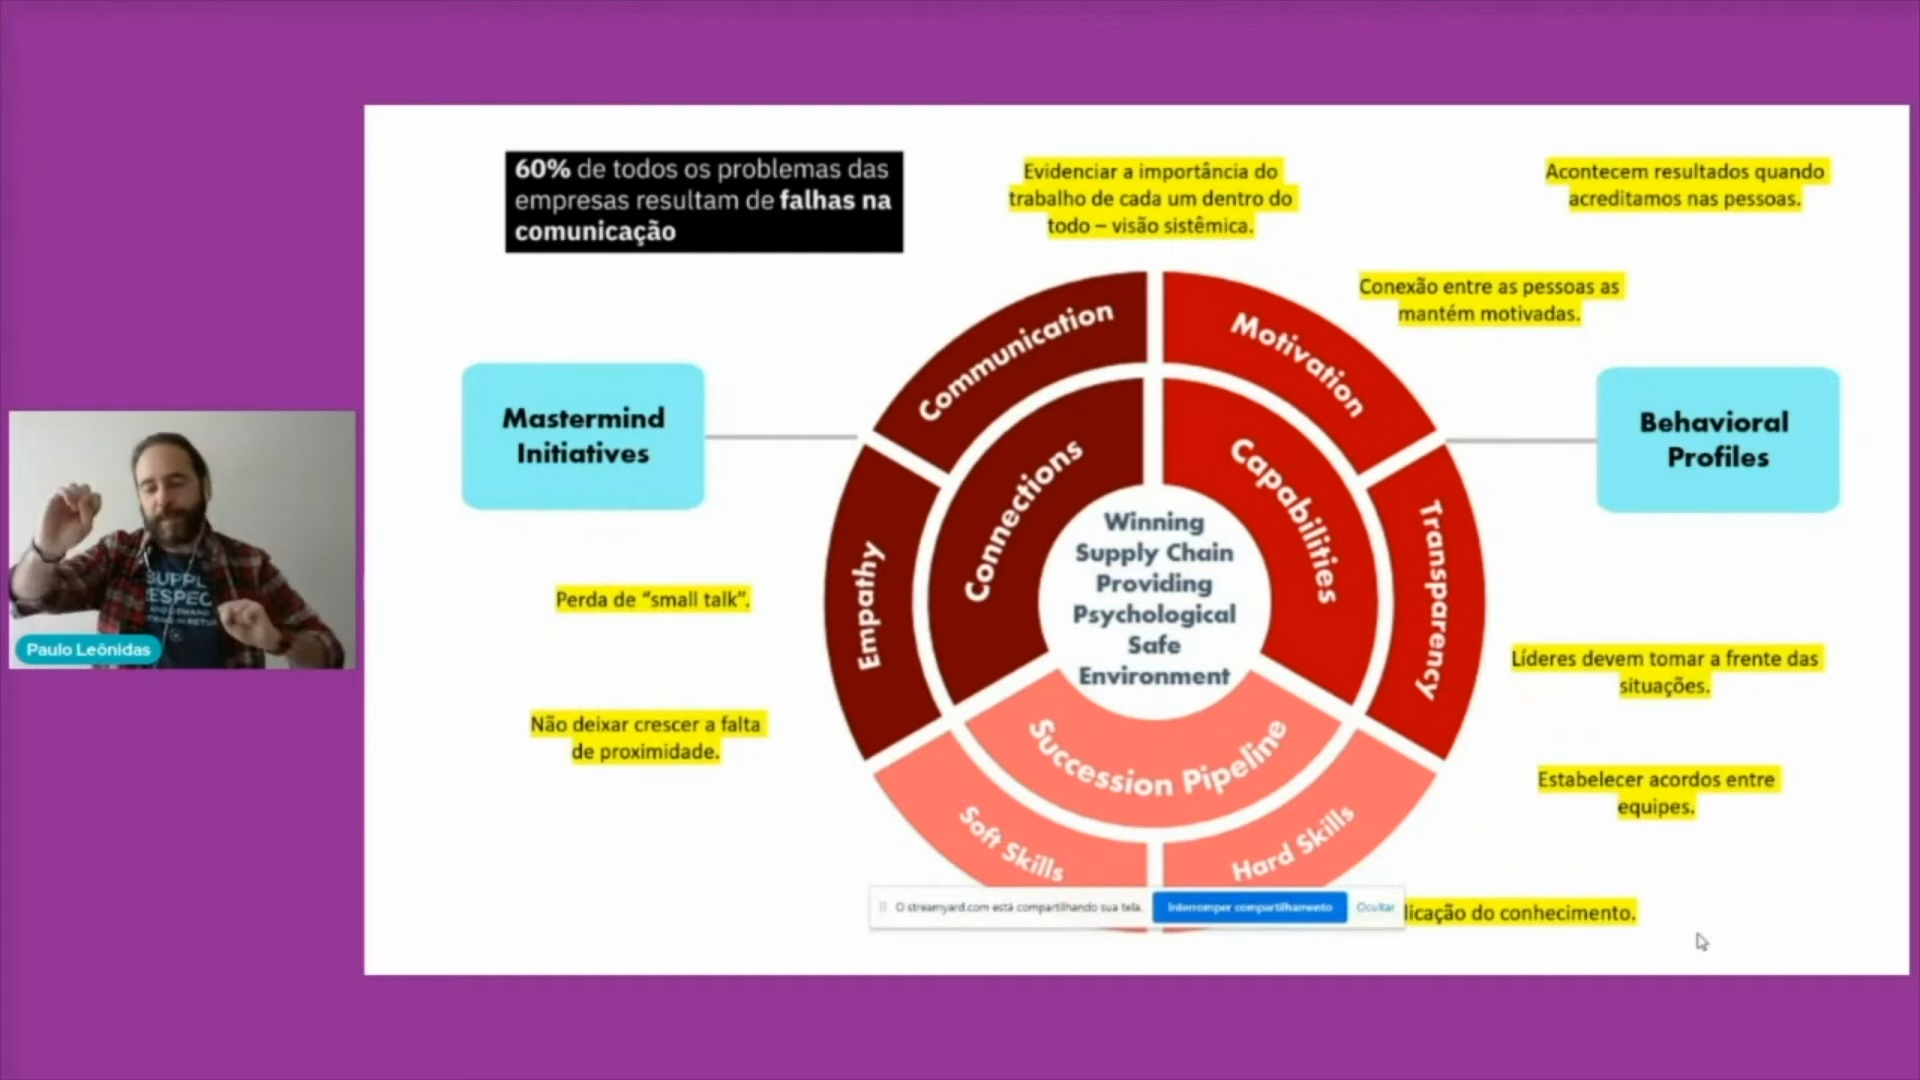 60% de todos os problemas das
empresas resultam de falhas na
comunicação
Evidenciar a importância do
trabalho de cada um dentro do
todo – visão sistêmica.
Acontecem resultados quando
acreditamos nas pessoas.
Conexão entre as pessoas as
mantém motivadas.
Mastermind
Initiatives
Communication
Motivation
Behavioral
Profiles
Connections
Capabilities
Empathy
Transparency
Winning
Supply Chain
Providing
Psychological
Safe
Environment
Perda de “small talk”.
Não deixar crescer a falta
de proximidade.
Líderes devem tomar a frente das
situações.
Estabelecer acordos entre
equipes.
Succession Pipeline
Soft Skills
Hard Skills
O streamyard.com está compartilhando sua tela.
Interromper compartilhamento
Ocultar
licação do conhecimento.
SUPPL
RESPEC
Paulo Leônidas